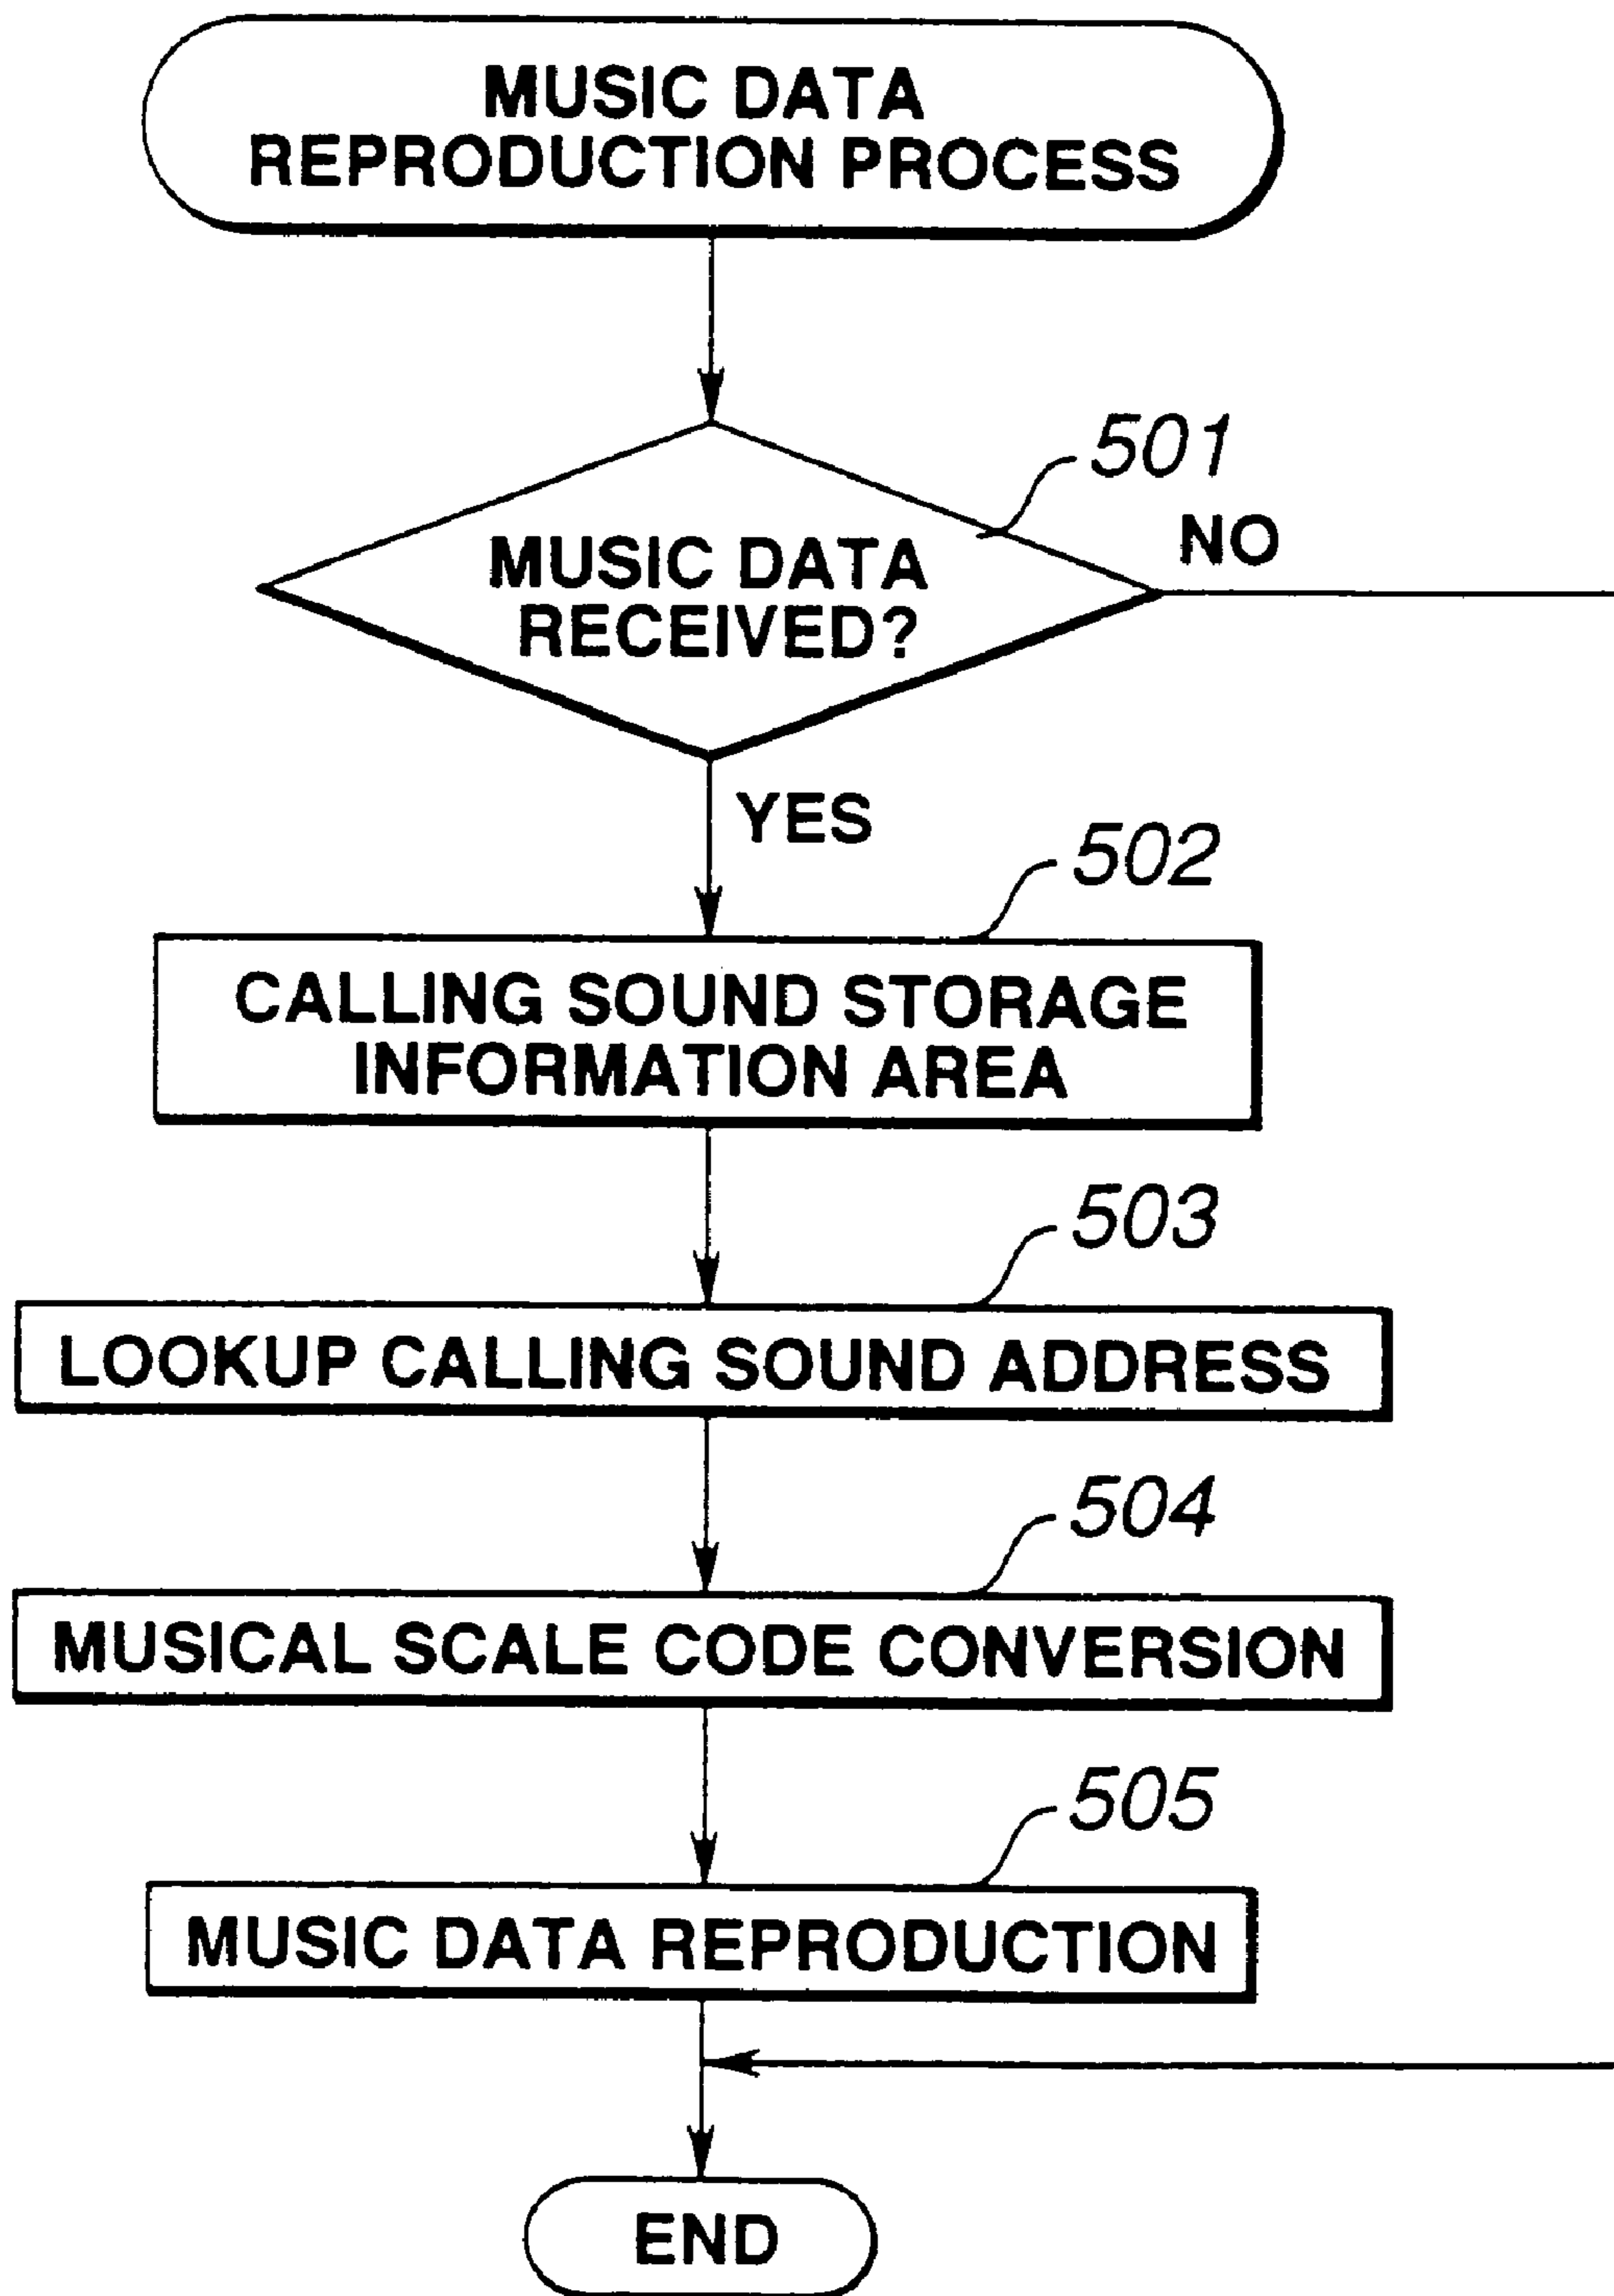 MUSIC DATA
REPRODUCTION PROCESS
501
NO
MUSIC DATA
RECEIVED?
YES
502
CALLING SOUND STORAGE
INFORMATION AREA
503
LOOKUP CALLING SOUND ADDRESS
504
MUSICAL SCALE CODE CONVERSION
505
MUSIC DATA REPRODUCTION
END